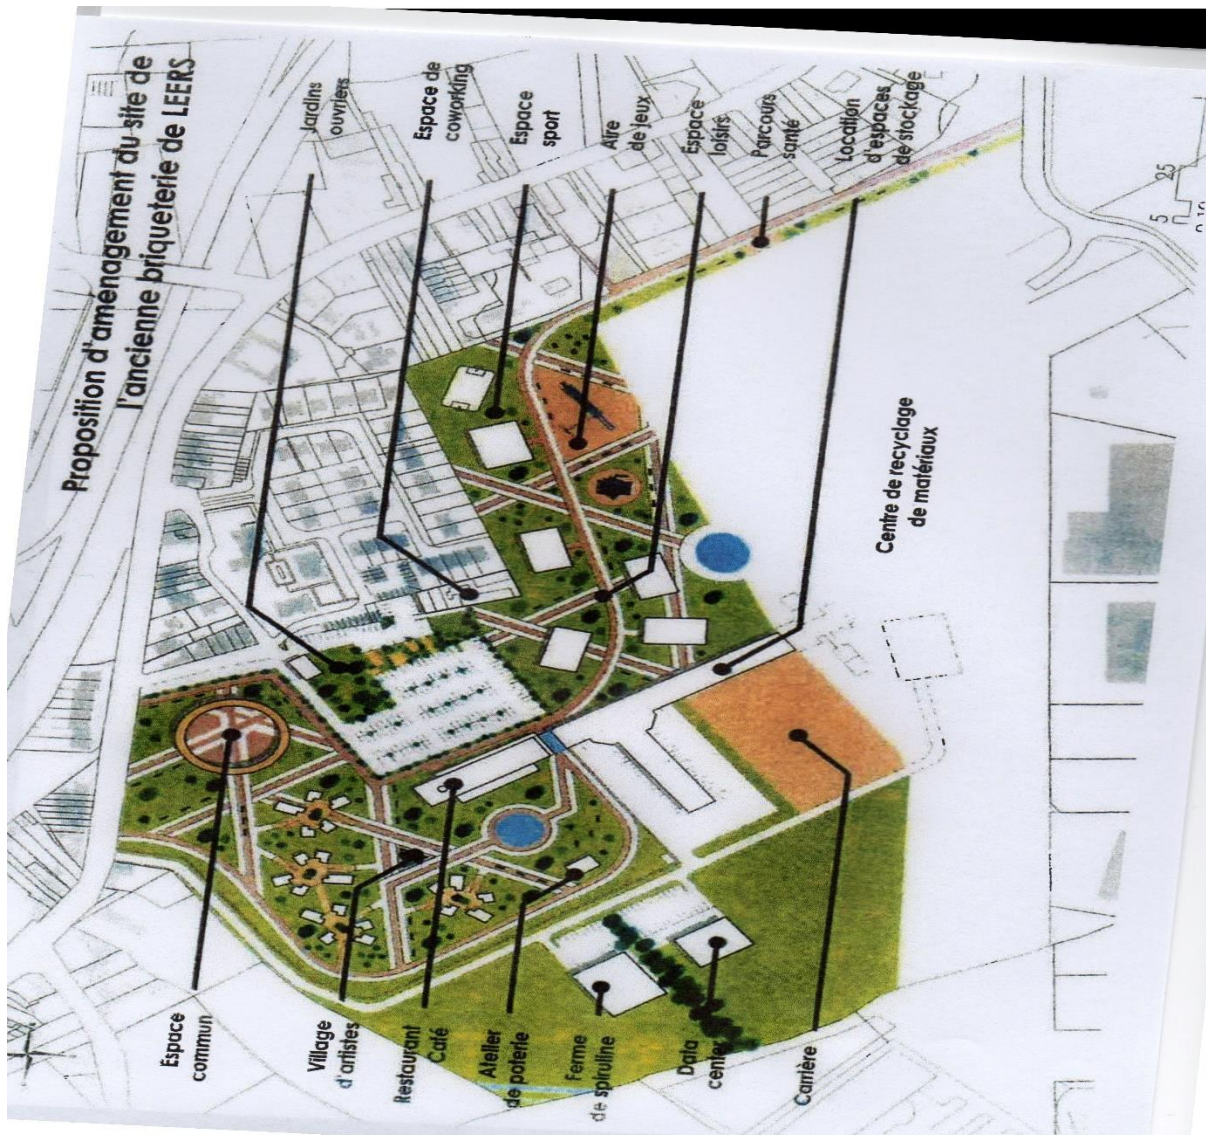 Proposition d'aménagement du site de
l'ancienne briqueterie de LEERS
Jardins
ouvriers
Espace de
coworking
Espace
sport
Aire
de jeux
Espace
loisirs
Parcours
santé
Location
d'espaces
de stockage
Centre de recyclage
de matériaux
Espace
commun
Village
d'artistes
Restaurant
Café
Atelier
de poterie
Ferme
de spiruline
Data
center
Carrière
5 25